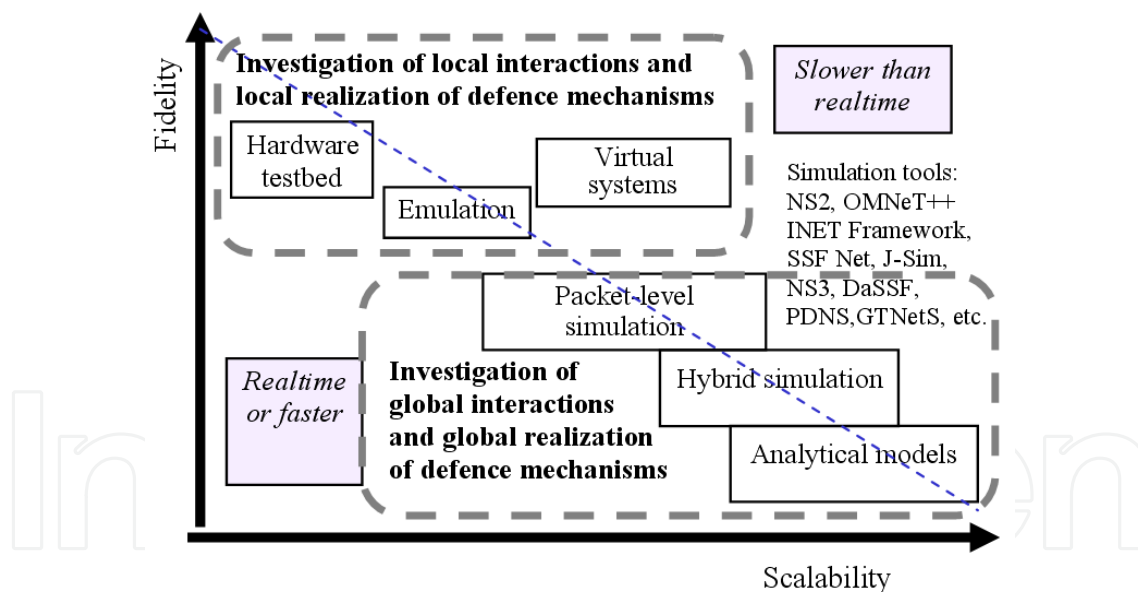 Fidelity
Investigation of local interactions and
local realization of defence mechanisms
Hardware
testbed
Emulation
Virtual
systems
Slower than
realtime
Simulation tools:
NS2, OMNeT++
INET Framework,
SSF Net, J-Sim,
NS3, DaSSF,
PDNS,GTNetS, etc.
Packet-level
simulation
Realtime
or faster
Investigation of
global interactions
and global realization
of defence mechanisms
Hybrid simulation
Analytical models
Scalability